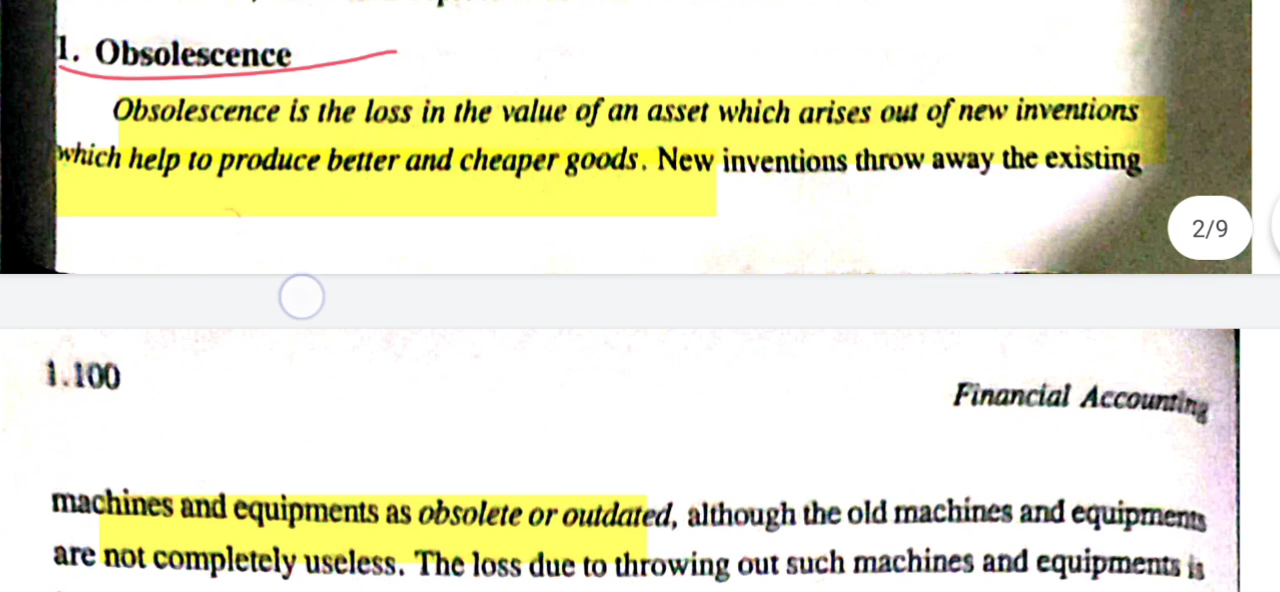 1. Obsolescence
Obsolescence is the loss in the value of an asset which arises out of new inventions
which help to produce better and cheaper goods. New inventions throw away the existing
2/9
1.100
Financial Accounting
machines and equipments as obsolete or outdated, although the old machines and equipments
are not completely useless. The loss due to throwing out such machines and equipments is